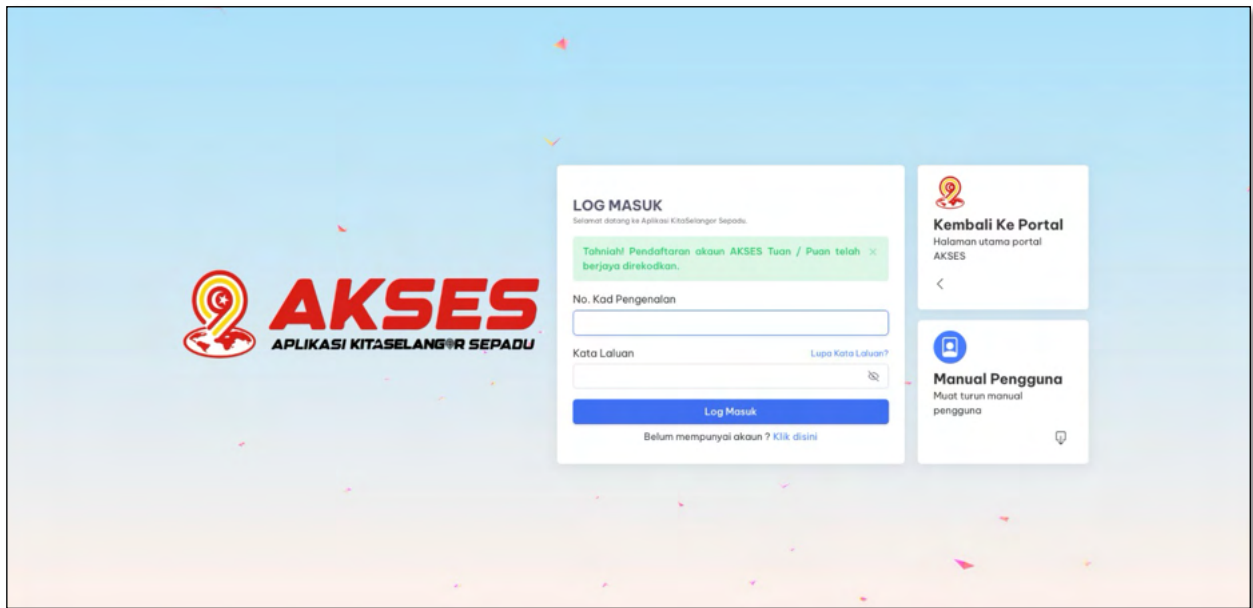 AKSES
APLIKASI KITASELANGOR SEPADU
LOG MASUK
Selamat datang ke Aplikasi KitaSelangor Sepadu.
Tahniah! Pendaftaran akaun AKSES Tuan / Puan telah
berjaya direkodkan.
No. Kad Pengenalan
Kata Laluan
Lupa Kata Laluan?
Log Masuk
Belum mempunyai akaun ? Klik disini
Kembali Ke Portal
Halaman utama portal
AKSES
Manual Pengguna
Muat turun manual
pengguna